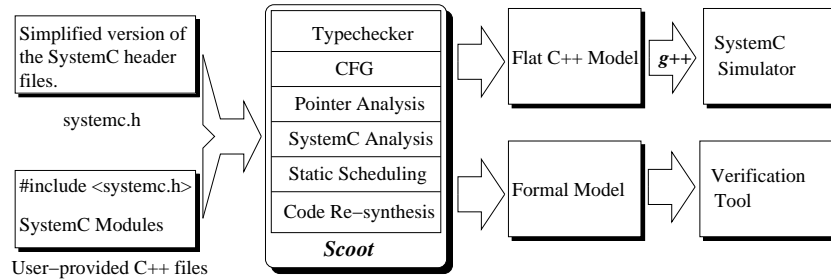 Simplified version of
the SystemC header
files.
systemc.h
#include <systemc.h>
SystemC Modules
User-provided C++ files
Typechecker
CFG
Pointer Analysis
SystemC Analysis
Static Scheduling
Code Re-synthesis
Scoot
Flat C++ Model
g++
SystemC
Simulator
Formal Model
Verification
Tool